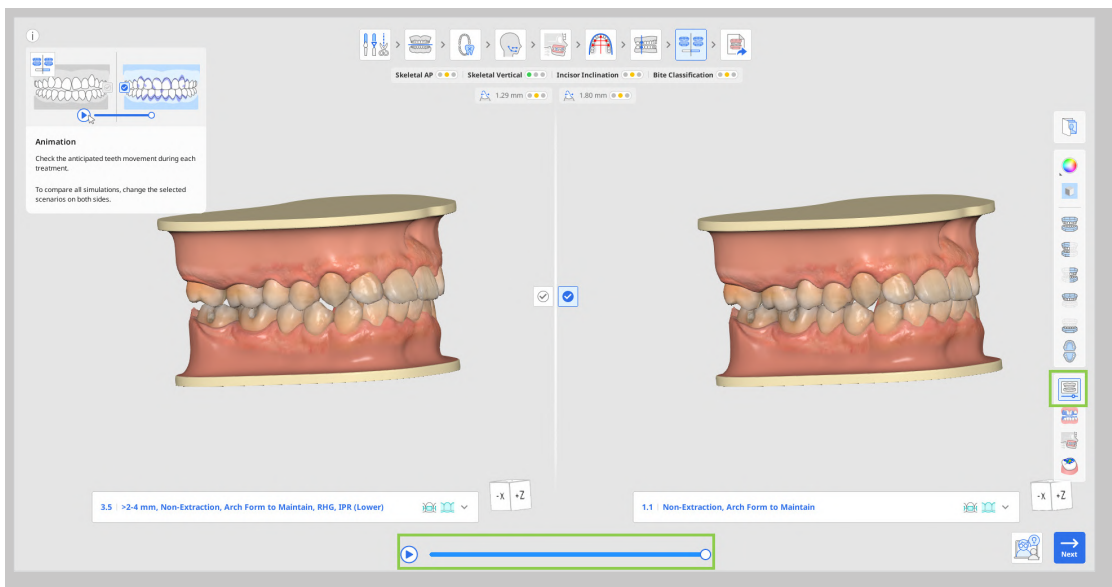 i
Skeletal AP | Skeletal Vertical | Incisor Inclination | Bite Classification
1.29 mm 1.80 mm
Animation
Check the anticipated teeth movement during each
treatment.
To compare all simulations, change the selected
scenarios on both sides.
-X +Z
-X +Z
3.5 | >2-4 mm, Non-Extraction, Arch Form to Maintain, RHG, IPR (Lower)
1.1 | Non-Extraction, Arch Form to Maintain
Next